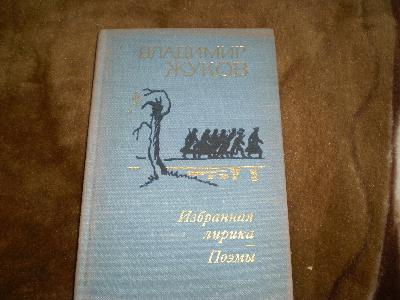 ВЛАДИМИР
ЖУКОВ
Избранная
лирика
Поэмы